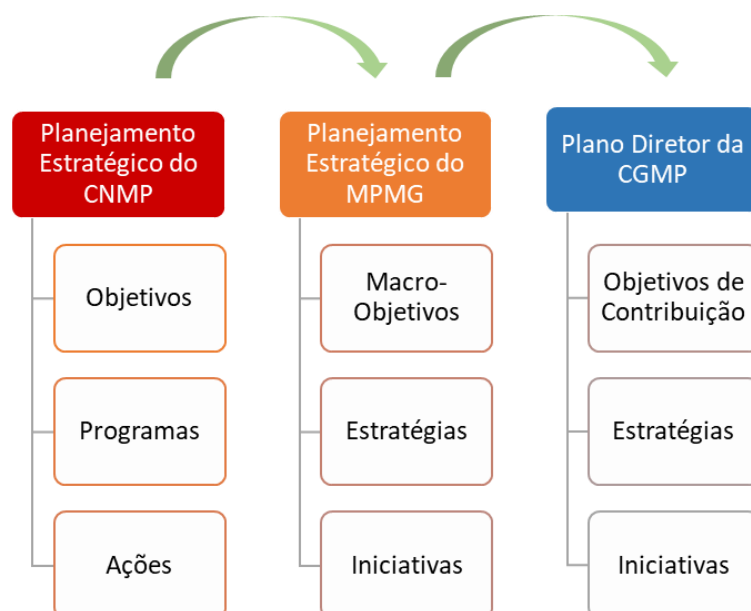 Planejamento
Estratégico do
CNMP
Objetivos
Programas
Ações
Planejamento
Estratégico do
MPMG
Macro-
Objetivos
Estratégias
Iniciativas
Plano Diretor da
CGMP
Objetivos de
Contribuição
Estratégias
Iniciativas